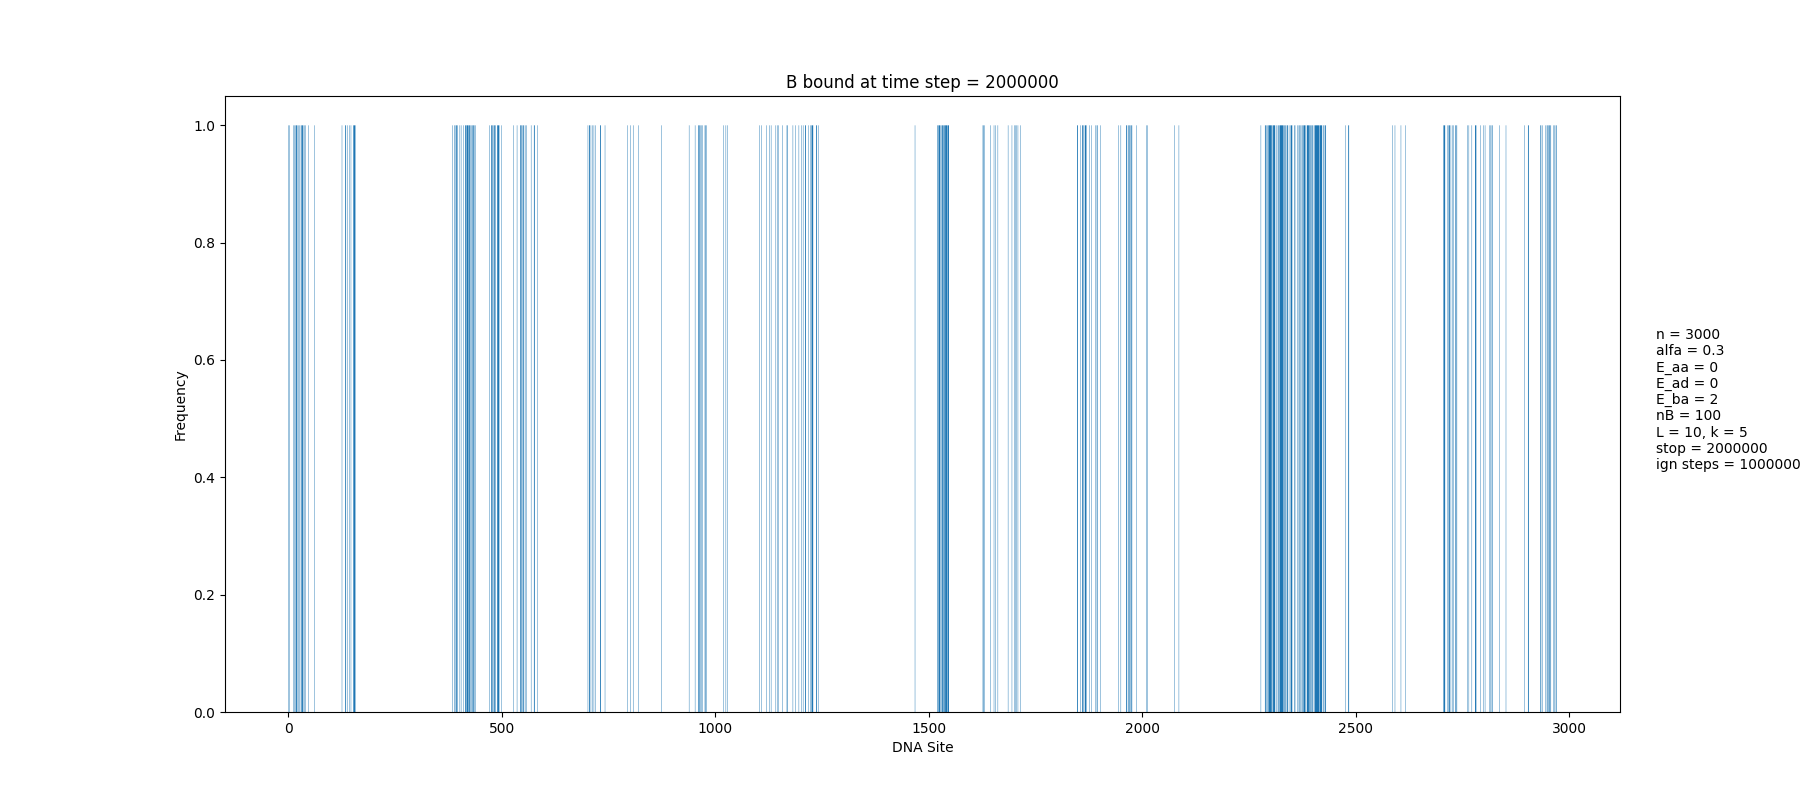 B bound at time step = 2000000
1.0
0.8
0.6
0.4
0.2
0.0
Frequency
0 500 1000 1500 2000 2500 3000
DNA Site
n = 3000
alfa = 0.3
E_aa = 0
E_ad = 0
E_ba = 2
nB = 100
L = 10, k = 5
stop = 2000000
ign steps = 1000000